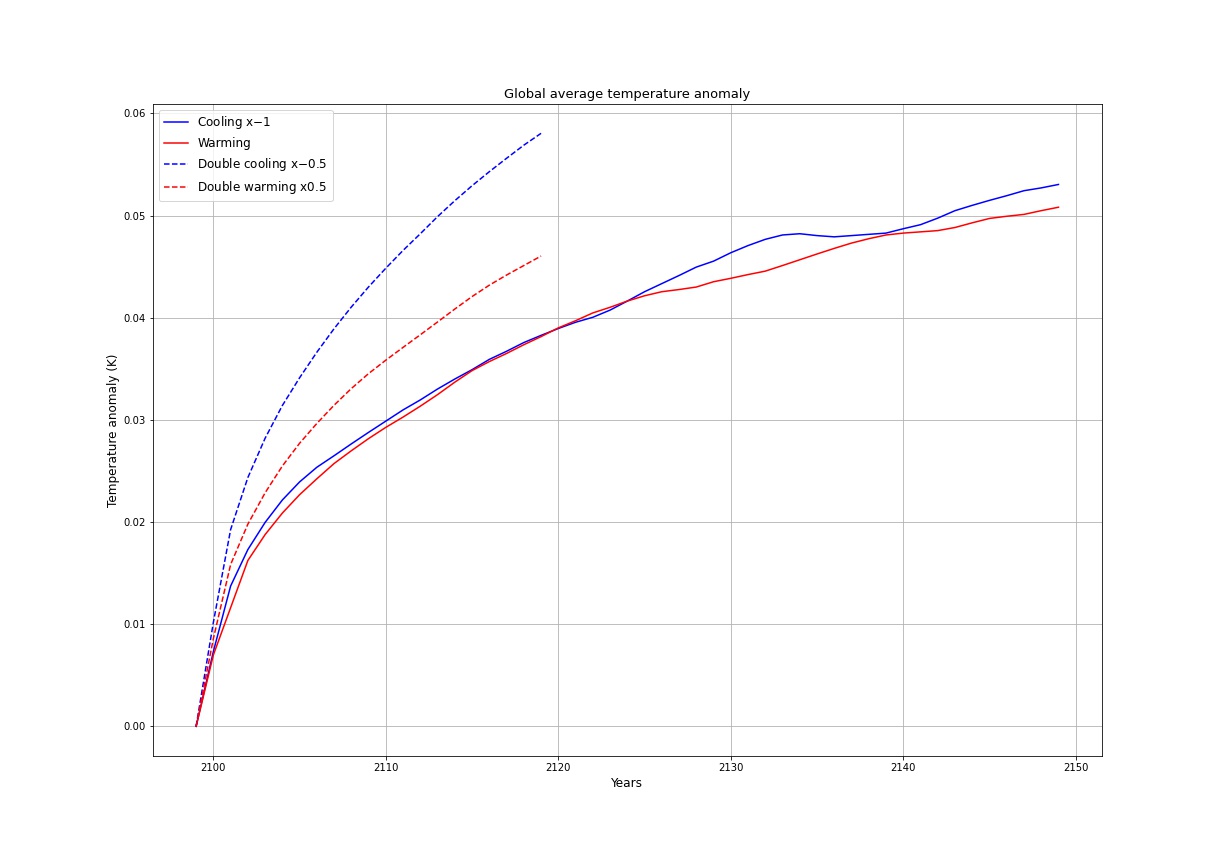 Global average temperature anomaly
Cooling x−1
Warming
Double cooling x−0.5
Double warming x0.5
0.06
0.05
0.04
0.03
0.02
0.01
0.00
Temperature anomaly (K)
2100 2110 2120 2130 2140 2150
Years